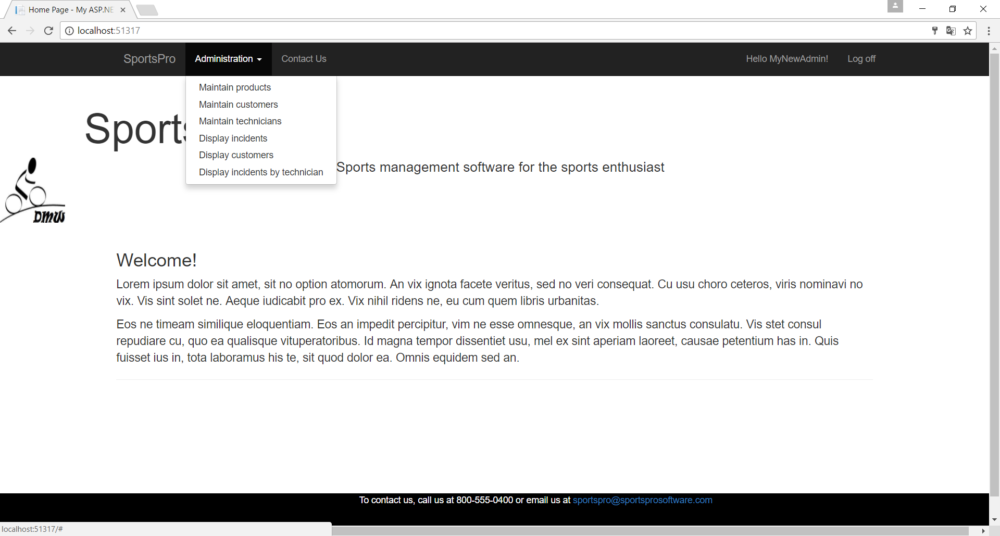 Home Page - My ASP.NE
localhost:51317
SportsPro
Administration
Contact Us
Hello MyNewAdmin!
Log off
Maintain products
Maintain customers
Maintain technicians
Display incidents
Display customers
Display incidents by technician
Sports
Sports management software for the sports enthusiast
DMW
Welcome!
Lorem ipsum dolor sit amet, sit no option atomorum. An vix ignota facete veritus, sed no veri consequat. Cu usu choro ceteros, viris nominavi no
vix. Vis sint solet ne. Aeque iudicabit pro ex. Vix nihil ridens ne, eu cum quem libris urbanitas.
Eos ne timeam similique eloquentiam. Eos an impedit percipitur, vim ne esse omnesque, an vix mollis sanctus consulatu. Vis stet consul
repudiare cu, quo ea qualisque vituperatoribus. Id magna tempor dissentiet usu, mel ex sint aperiam laoreet, causae petentium has in. Quis
fuisset ius in, tota laboramus his te, sit quod dolor ea. Omnis equidem sed an.
To contact us, call us at 800-555-0400 or email us at sportspro@sportsprosoftware.com
localhost:51317/#